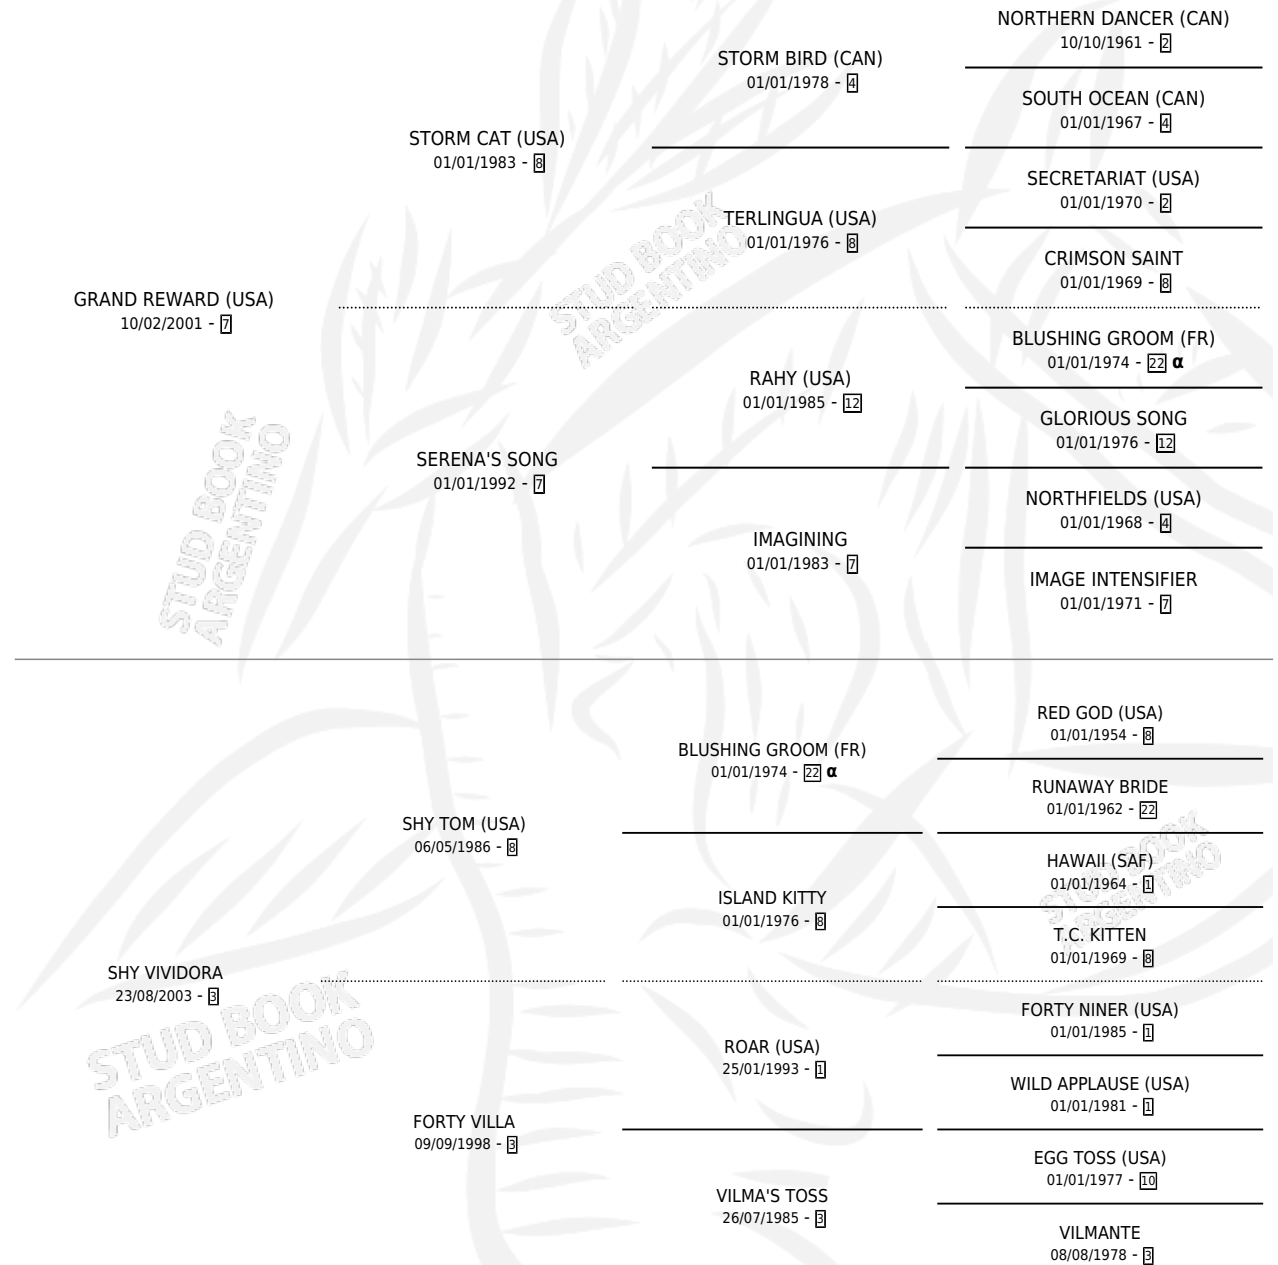 NORTHERN DANCER (CAN)
10/10/1961 - 2
STORM BIRD (CAN)
01/01/1978 - 4
SOUTH OCEAN (CAN)
01/01/1967 - 4
STORM CAT (USA)
01/01/1983 - 8
SECRETARIAT (USA)
01/01/1970 - 2
TERLINGUA (USA)
01/01/1976 - 8
CRIMSON SAINT
01/01/1969 - 8
GRAND REWARD (USA)
10/02/2001 - 7
BLUSHING GROOM (FR)
01/01/1974 - 22 α
RAHY (USA)
01/01/1985 - 12
GLORIOUS SONG
01/01/1976 - 12
SERENA'S SONG
01/01/1992 - 7
NORTHFIELDS (USA)
01/01/1968 - 4
IMAGINING
01/01/1983 - 7
IMAGE INTENSIFIER
01/01/1971 - 7
RED GOD (USA)
01/01/1954 - 8
BLUSHING GROOM (FR)
01/01/1974 - 22 α
RUNAWAY BRIDE
01/01/1962 - 22
SHY TOM (USA)
06/05/1986 - 8
HAWAII (SAF)
01/01/1964 - 1
ISLAND KITTY
01/01/1976 - 8
T.C. KITTEN
01/01/1969 - 8
SHY VIVIDORA
23/08/2003 - 3
FORTY NINER (USA)
01/01/1985 - 1
ROAR (USA)
25/01/1993 - 1
WILD APPLAUSE (USA)
01/01/1981 - 1
FORTY VILLA
09/09/1998 - 3
EGG TOSS (USA)
01/01/1977 - 10
VILMA'S TOSS
26/07/1985 - 3
VILMANTE
08/08/1978 - 3
STUD BOOK
ARGENTINO
STUD BOOK
ARGENTINO
STUD BOOK
ARGENTINO
STUD BOOK
ARGENTINO